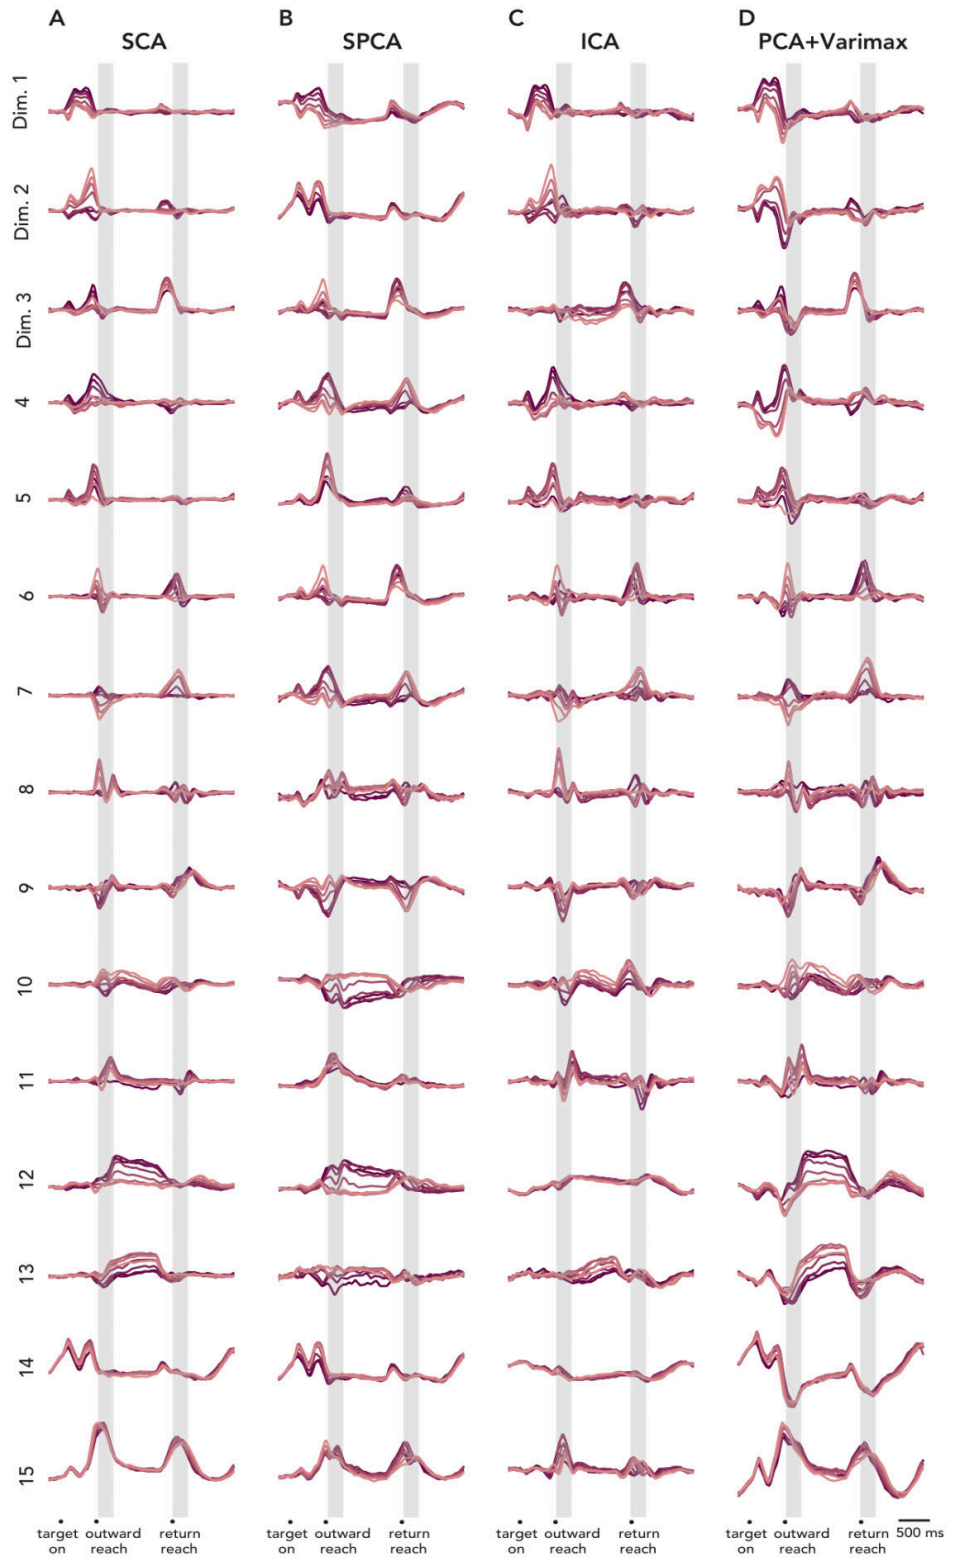 A B C D
SCA SPCA ICA PCA+Varimax
Dim. 1
Dim. 2
Dim. 3
4
5
6
7
8
9
10
11
12
13
14
15
target outward return target outward return target outward return target outward return 500 ms
on reach reach on reach reach on reach reach on reach reach